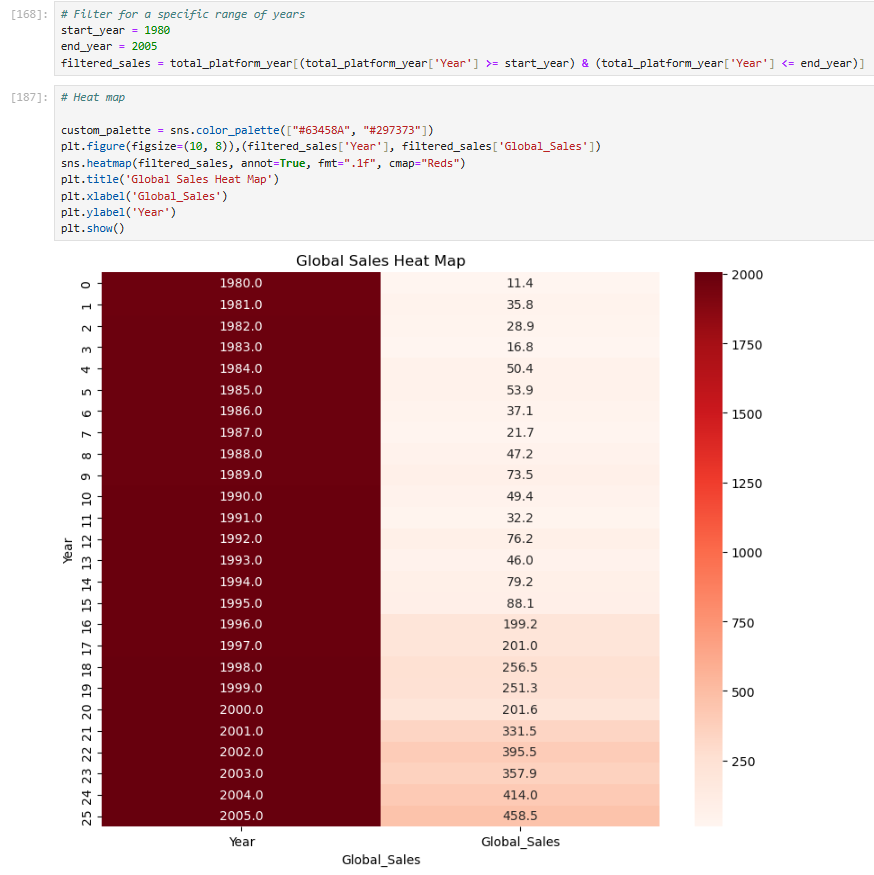 [168]: # Filter for a specific range of years
start_year = 1980
end_year = 2005
filtered_sales = total_platform_year[(total_platform_year['Year'] >= start_year) & (total_platform_year['Year'] <= end_year)]
[187]: # Heat map
custom_palette = sns.color_palette(["#63458A", "#297373"])
plt.figure(figsize=(10, 8)),(filtered_sales['Year'], filtered_sales['Global_Sales'])
sns.heatmap(filtered_sales, annot=True, fmt=".1f", cmap="Reds")
plt.title('Global Sales Heat Map')
plt.xlabel('Global_Sales')
plt.ylabel('Year')
plt.show()
Global Sales Heat Map
0 1980.0 11.4
1 1981.0 35.8
2 1982.0 28.9
3 1983.0 16.8
4 1984.0 50.4
5 1985.0 53.9
6 1986.0 37.1
7 1987.0 21.7
8 1988.0 47.2
9 1989.0 73.5
10 1990.0 49.4
11 1991.0 32.2
12 1992.0 76.2
13 1993.0 46.0
14 1994.0 79.2
15 1995.0 88.1
16 1996.0 199.2
17 1997.0 201.0
18 1998.0 256.5
19 1999.0 251.3
20 2000.0 201.6
21 2001.0 331.5
22 2002.0 395.5
23 2003.0 357.9
24 2004.0 414.0
25 2005.0 458.5
Year
Year Global_Sales
Global_Sales
2000
1750
1500
1250
1000
750
500
250